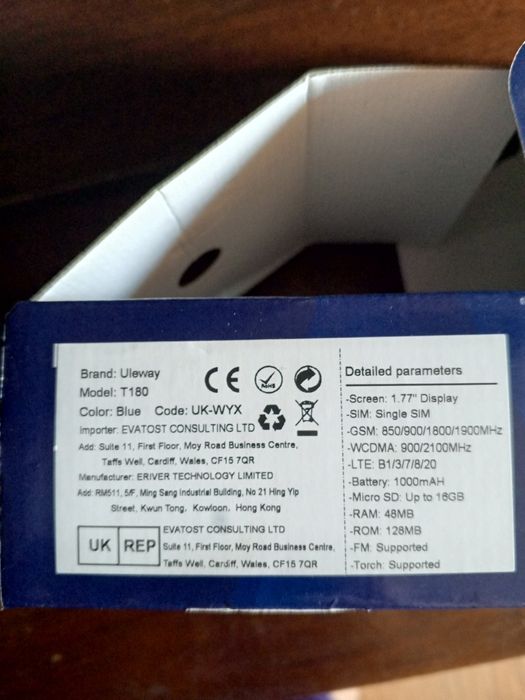 Brand: Uleway
Model: T180
Color: Blue Code: UK-WYX
Importer: EVATOST CONSULTING LTD
Add: Suite 11, First Floor, Moy Road Business Centre,
Taffs Well, Cardiff, Wales, CF15 7QR
Manufacturer: ERIVER TECHNOLOGY LIMITED
Add: RM511, 5/F, Ming Sang Industrial Building, No 21 Hing Yip
Street, Kwun Tong, Kowloon, Hong Kong
UK REP
EVATOST CONSULTING LTD
Suite 11, First Floor, Moy Road Business Centre,
Taffs Well, Cardiff, Wales, CF15 7QR
CE
RoHS
Detailed parameters
-Screen: 1.77" Display
-SIM: Single SIM
-GSM: 850/900/1800/1900MHz
-WCDMA: 900/2100MHz
-LTE: B1/3/7/8/20
-Battery: 1000mAH
-Micro SD: Up to 16GB
-RAM: 48MB
-ROM: 128MB
-FM: Supported
-Torch: Supported